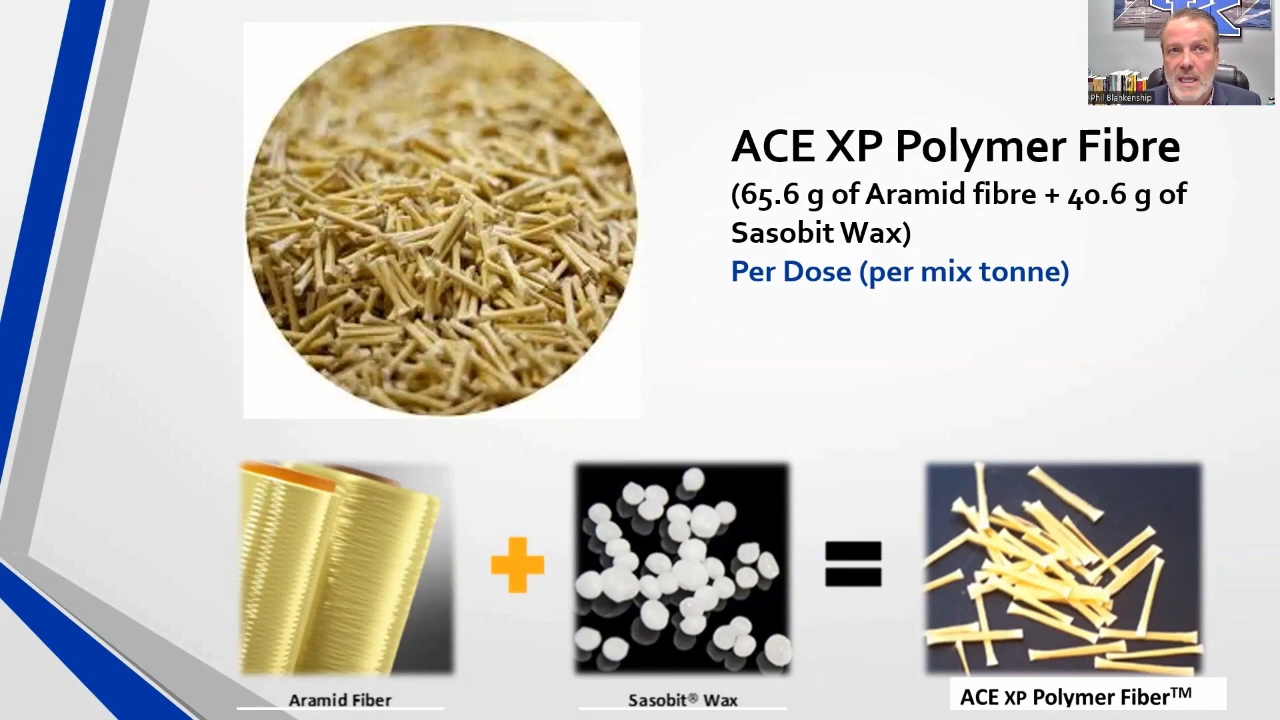 Phil Blankenship
ACE XP Polymer Fibre
(65.6 g of Aramid fibre + 40.6 g of
Sasobit Wax)
Per Dose (per mix tonne)
Aramid Fiber
Sasobit® Wax
ACE XP Polymer Fiber™